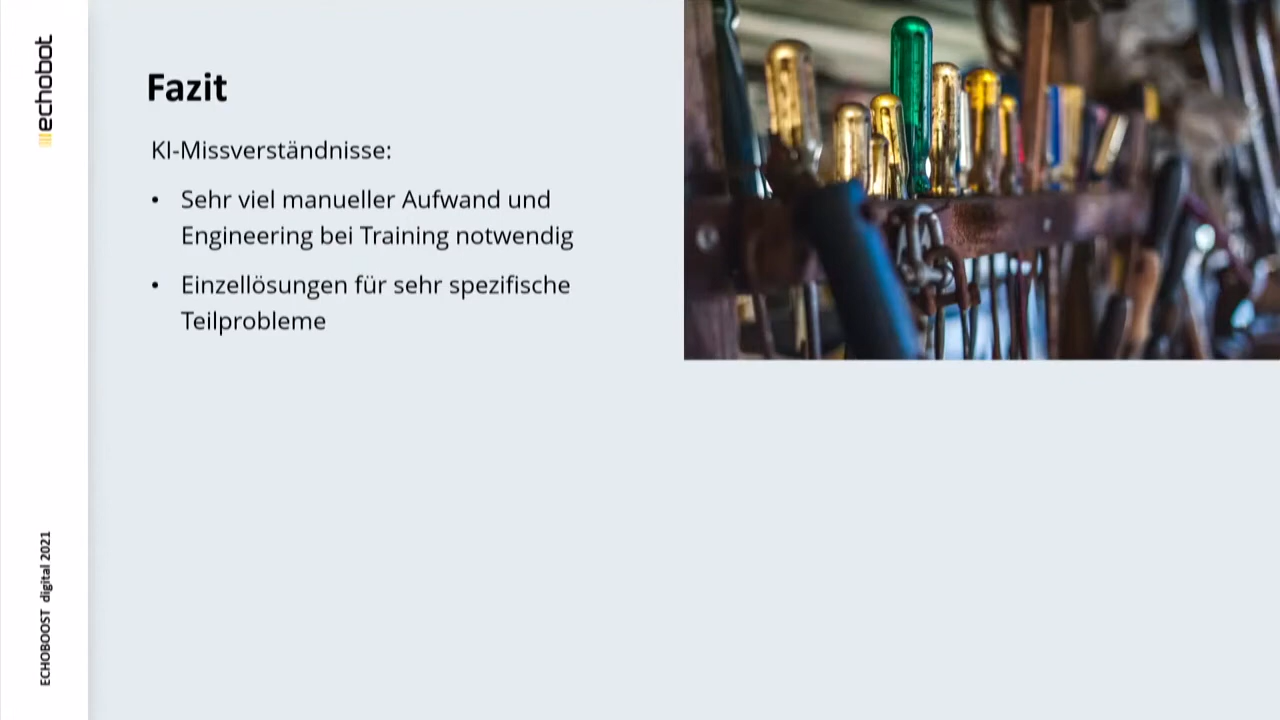 echobot
Fazit
KI-Missverständnisse:
• Sehr viel manueller Aufwand und
Engineering bei Training notwendig
• Einzellösungen für sehr spezifische
Teilprobleme
ECHOBOOST digital 2021